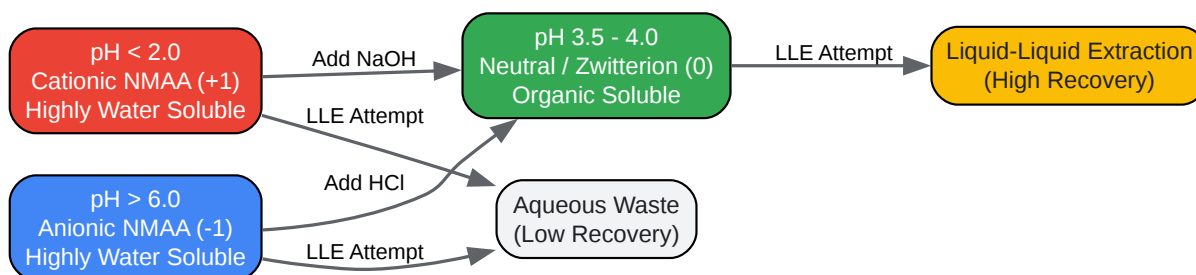 pH < 2.0
Cationic NMAA (+1)
Highly Water Soluble
Add NaOH
LLE Attempt
pH 3.5 - 4.0
Neutral / Zwitterion (0)
Organic Soluble
LLE Attempt
Liquid-Liquid Extraction
(High Recovery)
pH > 6.0
Anionic NMAA (-1)
Highly Water Soluble
Add HCl
LLE Attempt
Aqueous Waste
(Low Recovery)